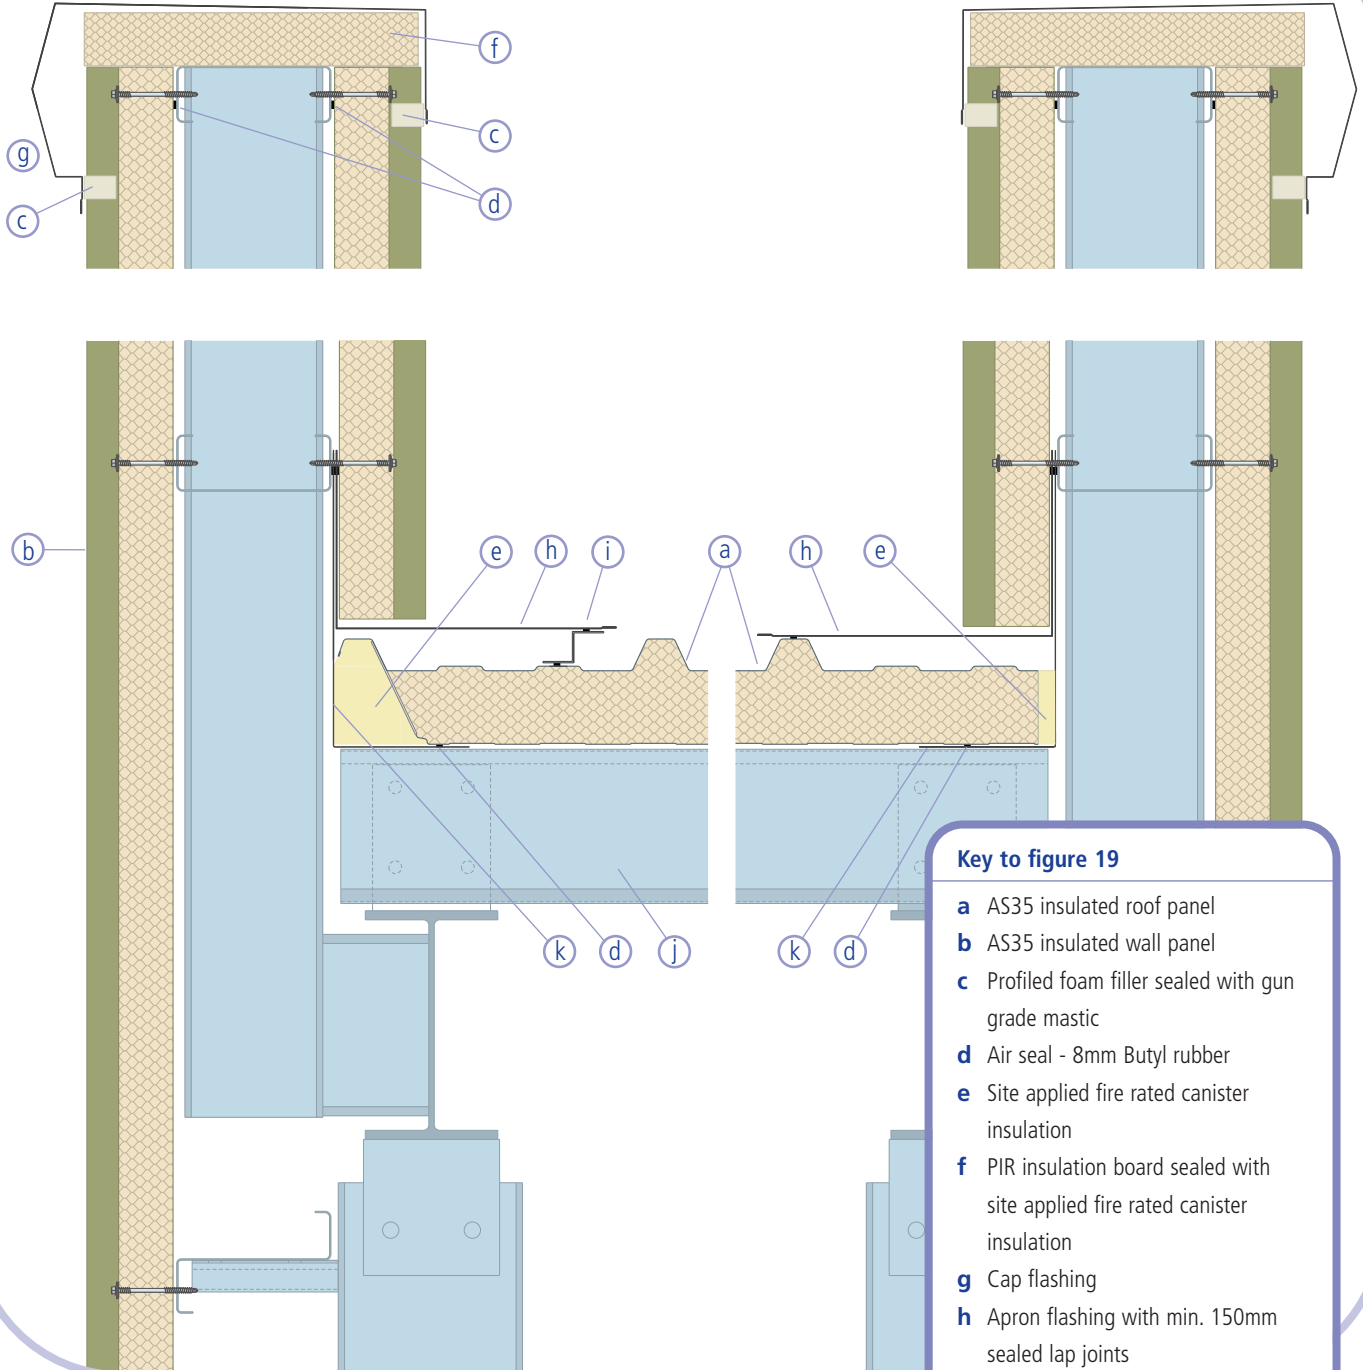 f
c
g
d
c
b
e
h
i
a
h
e
k
d
j
k
d
Key to figure 19
a AS35 insulated roof panel
b AS35 insulated wall panel
c Profiled foam filler sealed with gun
grade mastic
d Air seal - 8mm Butyl rubber
e Site applied fire rated canister
insulation
f PIR insulation board sealed with
site applied fire rated canister
insulation
g Cap flashing
h Apron flashing with min. 150mm
sealed lap joints